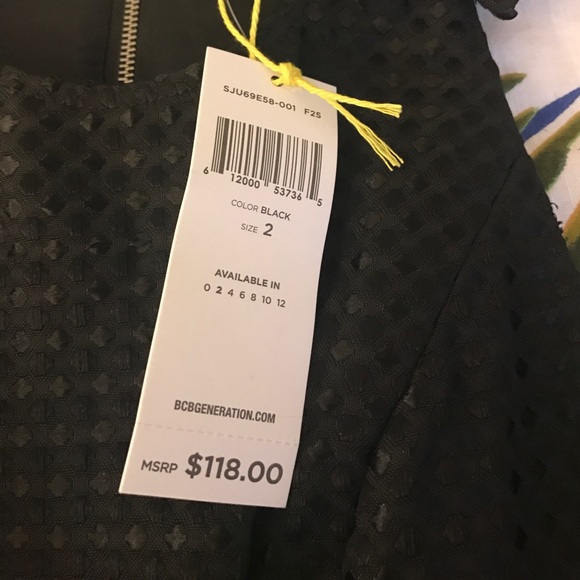 SJU69E58-001 F2S
6 12000 53736 5
COLOR BLACK
SIZE 2
AVAILABLE IN
0 2 4 6 8 10 12
BCBGENERATION.COM
MSRP $118.00